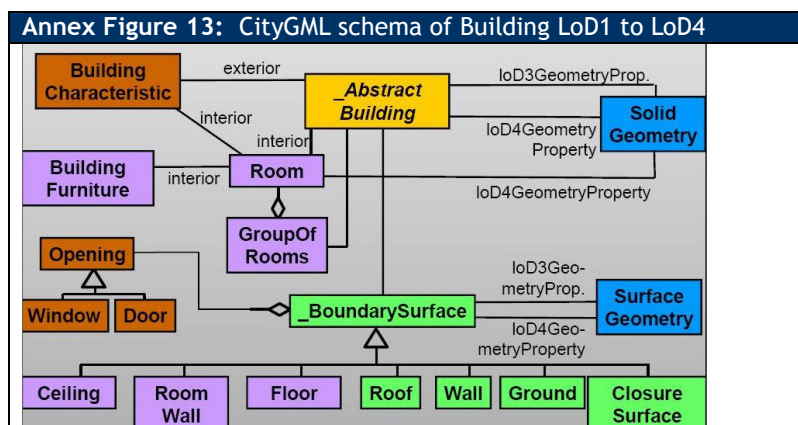 Annex Figure 13: CityGML schema of Building LoD1 to LoD4
Building
Characteristic
exterior
_Abstract
Building
loD3GeometryProp.
Solid
Geometry
interior
interior
loD4Geometry
Property
Building
Furniture
interior
Room
loD4GeometryProperty
GroupOf
Rooms
Opening
Window
Door
_BoundarySurface
loD3Geo-
metryProp.
Surface
Geometry
loD4Geo-
metryProperty
Ceiling
Room
Wall
Floor
Roof
Wall
Ground
Closure
Surface